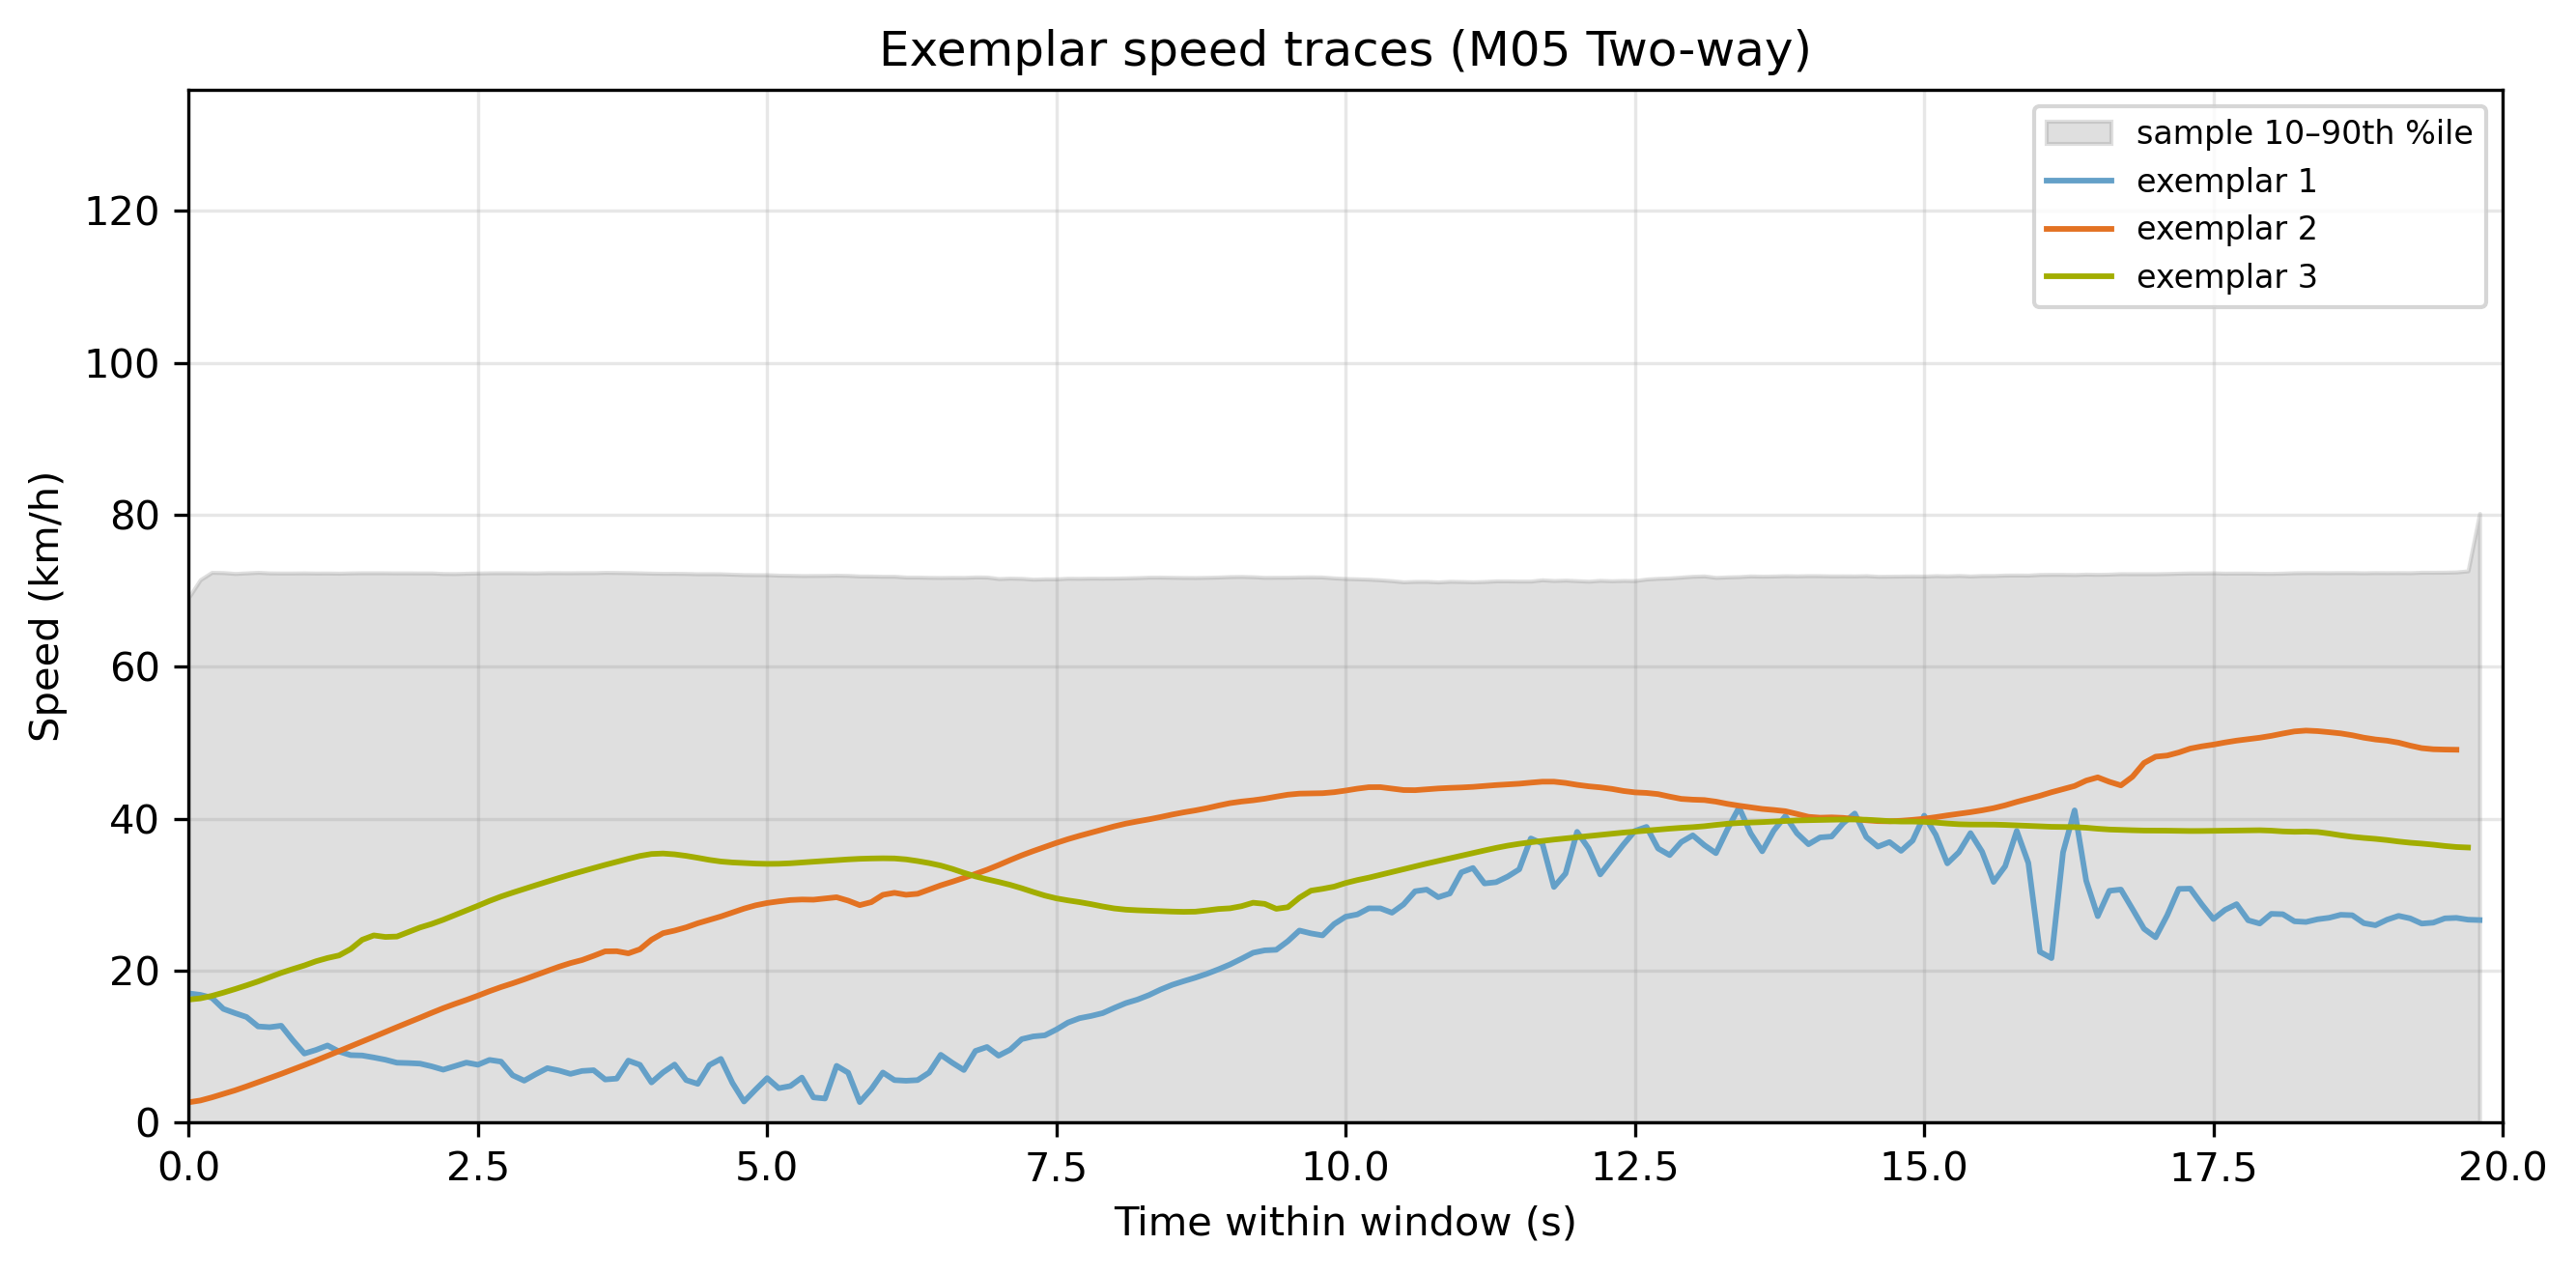 Exemplar speed traces (M05 Two-way)
sample 10–90th %ile
exemplar 1
exemplar 2
exemplar 3
120
100
80
60
40
20
0
Speed (km/h)
0.0 2.5 5.0 7.5 10.0 12.5 15.0 17.5 20.0
Time within window (s)